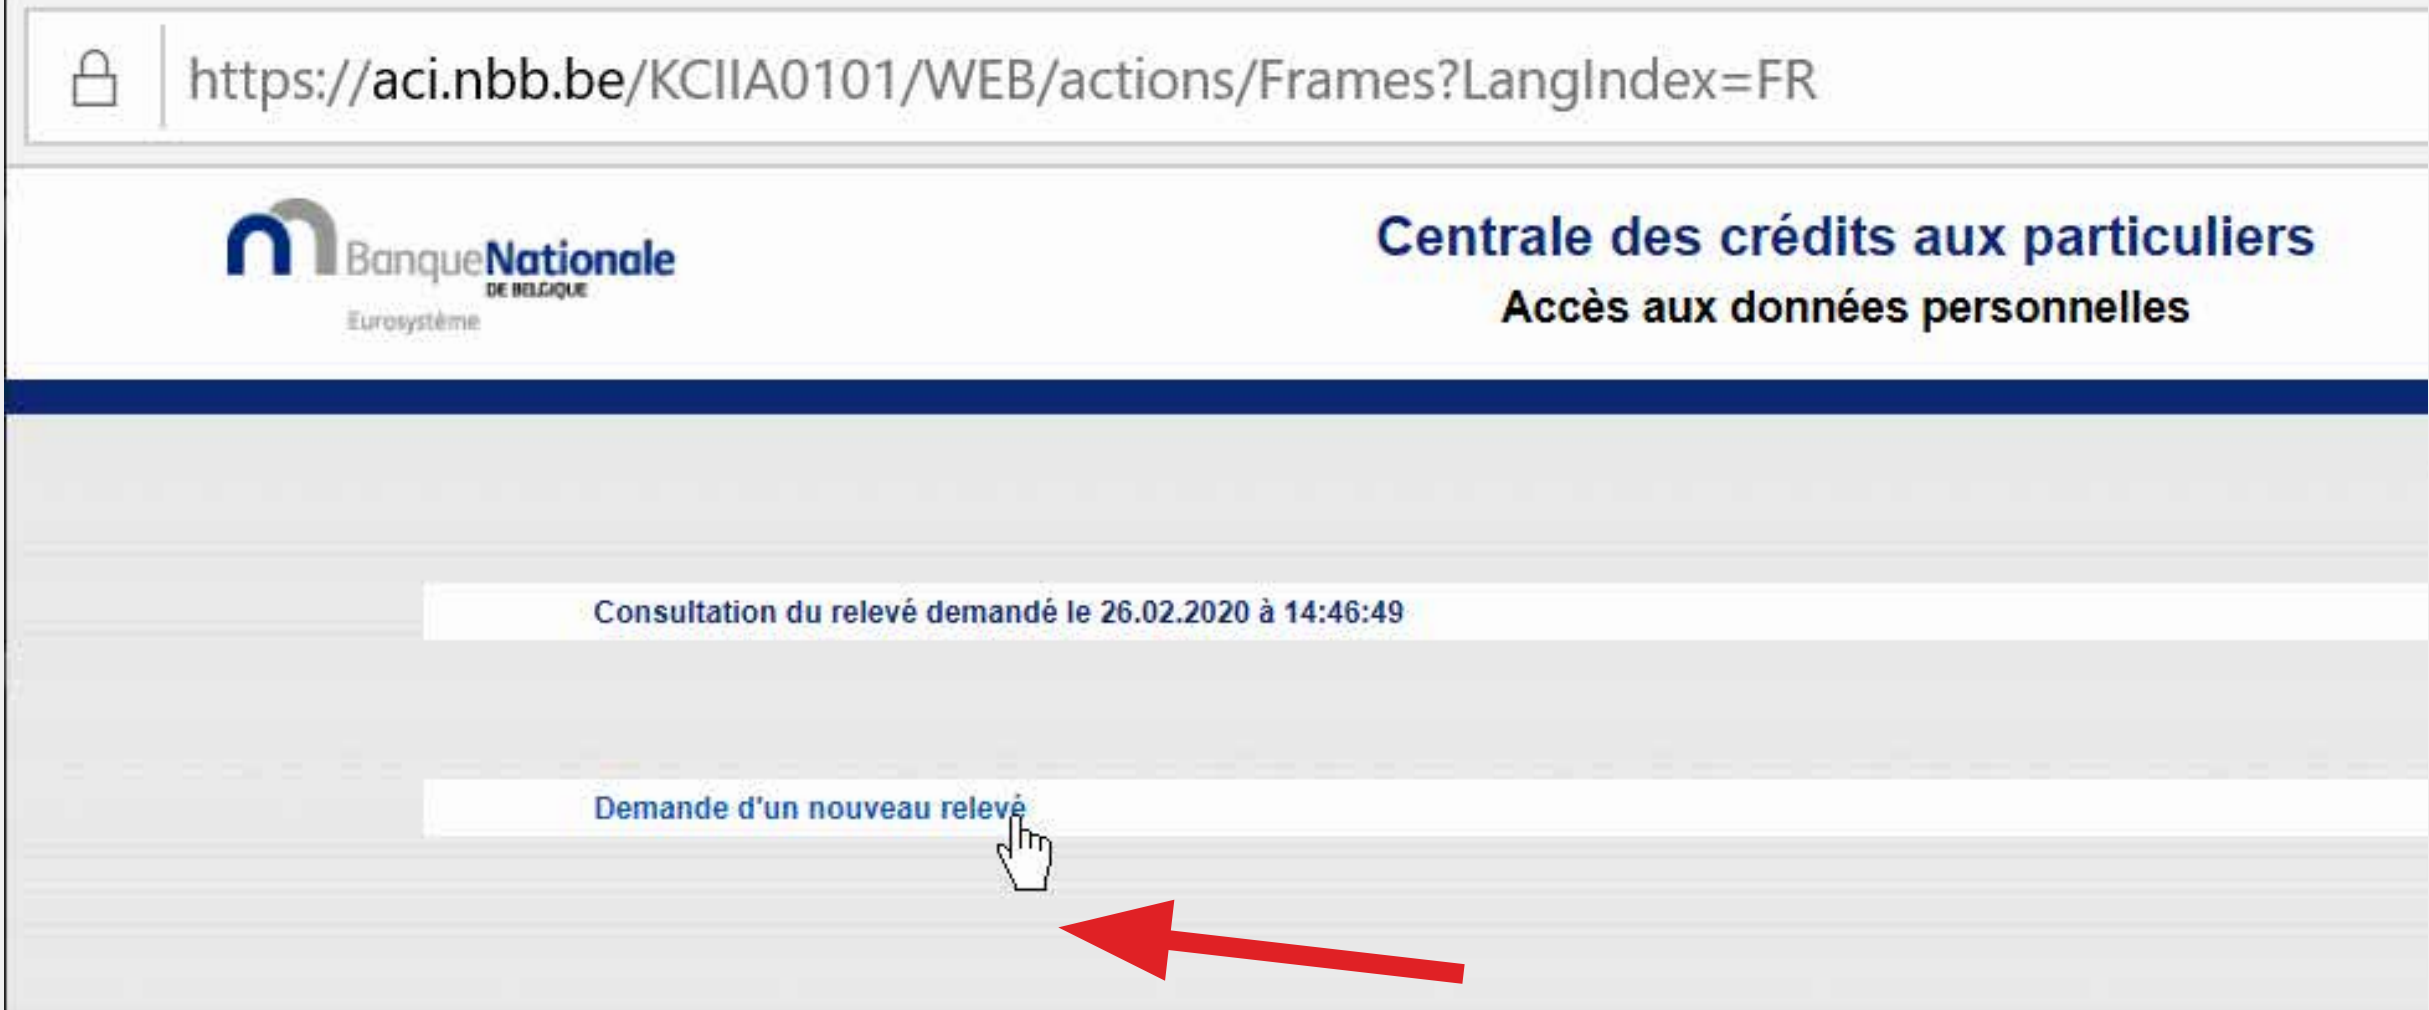 https://aci.nbb.be/KCIIA0101/WEB/actions/Frames?LangIndex=FR
BanqueNationale
DE BELGIQUE
Eurosystème
Centrale des crédits aux particuliers
Accès aux données personnelles
Consultation du relevé demandé le 26.02.2020 à 14:46:49
Demande d'un nouveau relevé